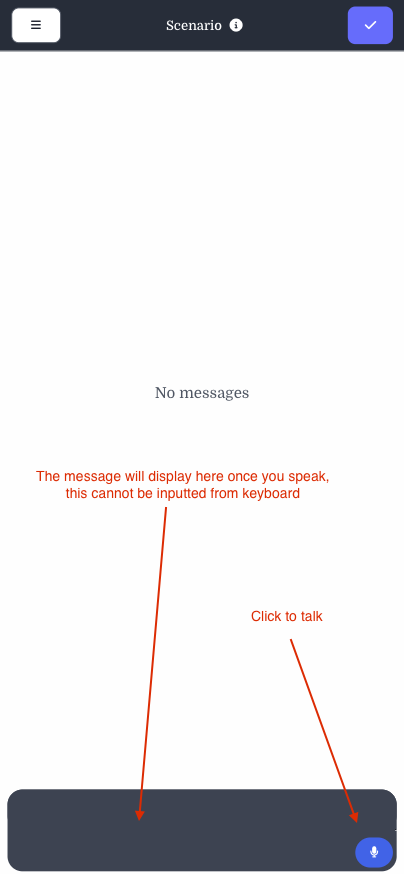 Scenario
No messages
The message will display here once you speak,
this cannot be inputted from keyboard
Click to talk